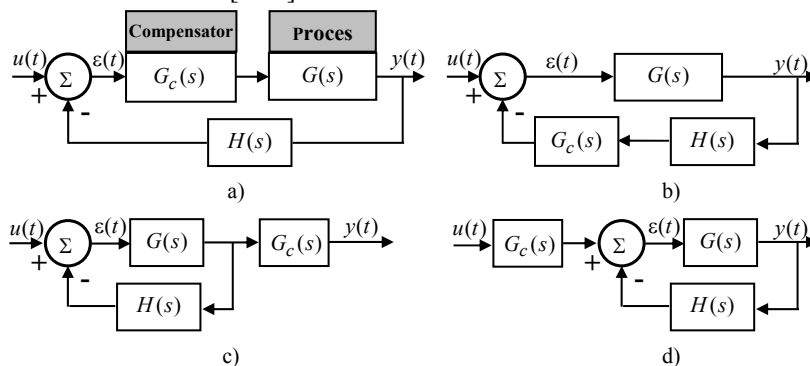 Compensator
Proces
u(t)
+
-
Σ
ε(t)
G_c(s)
G(s)
y(t)
H(s)
a)
u(t)
+
-
Σ
ε(t)
G(s)
y(t)
G_c(s)
H(s)
b)
u(t)
+
-
Σ
ε(t)
G(s)
G_c(s)
y(t)
H(s)
c)
u(t)
G_c(s)
+
-
Σ
ε(t)
G(s)
y(t)
H(s)
d)